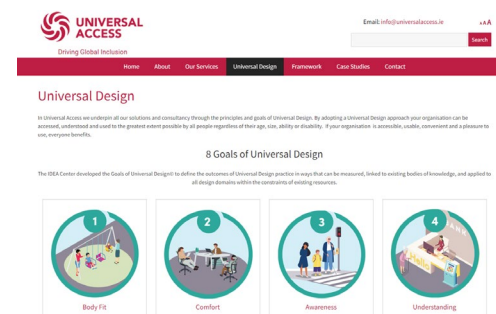 UNIVERSAL
ACCESS
Driving Global Inclusion
Email: info@universalaccess.ie
A A A
Search
Home About Our Services Universal Design Framework Case Studies Contact
Universal Design
In Universal Access we underpin all our solutions and consultancy through the principles and goals of Universal Design. By adopting a Universal Design approach your organisation can be
accessed, understood and used to the greatest extent possible by all people regardless of their age, size, ability or disability. If your organisation is accessible, usable, convenient and a pleasure to
use, everyone benefits.
8 Goals of Universal Design
The IDEA Center developed the Goals of Universal Design® to define the outcomes of Universal Design practice in ways that can be measured, linked to existing bodies of knowledge, and applied to
all design domains within the constraints of existing resources.
1
2
3
4
Hello
Body Fit
Comfort
Awareness
Understanding